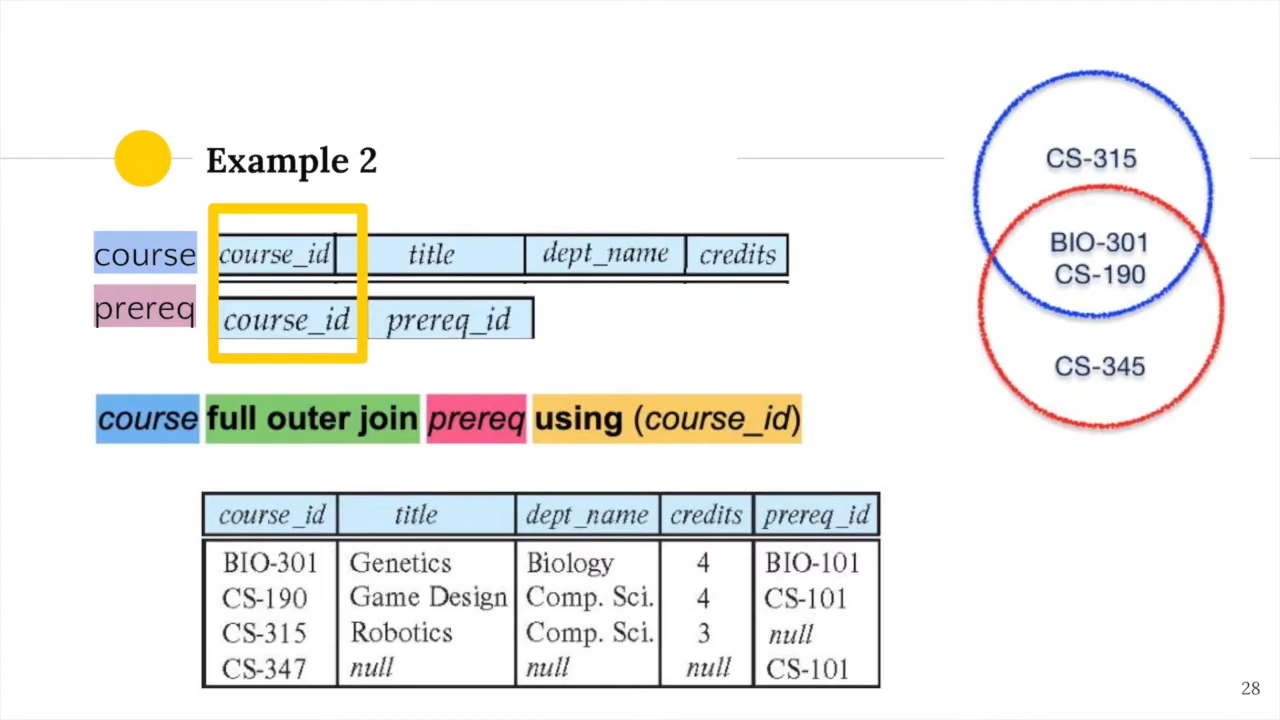 Example 2
course course_id title dept_name credits
prereq course_id prereq_id
course full outer join prereq using (course_id)
course_id title dept_name credits prereq_id
BIO-301 Genetics Biology 4 BIO-101
CS-190 Game Design Comp. Sci. 4 CS-101
CS-315 Robotics Comp. Sci. 3 null
CS-347 null null null CS-101
CS-315
BIO-301
CS-190
CS-345
28